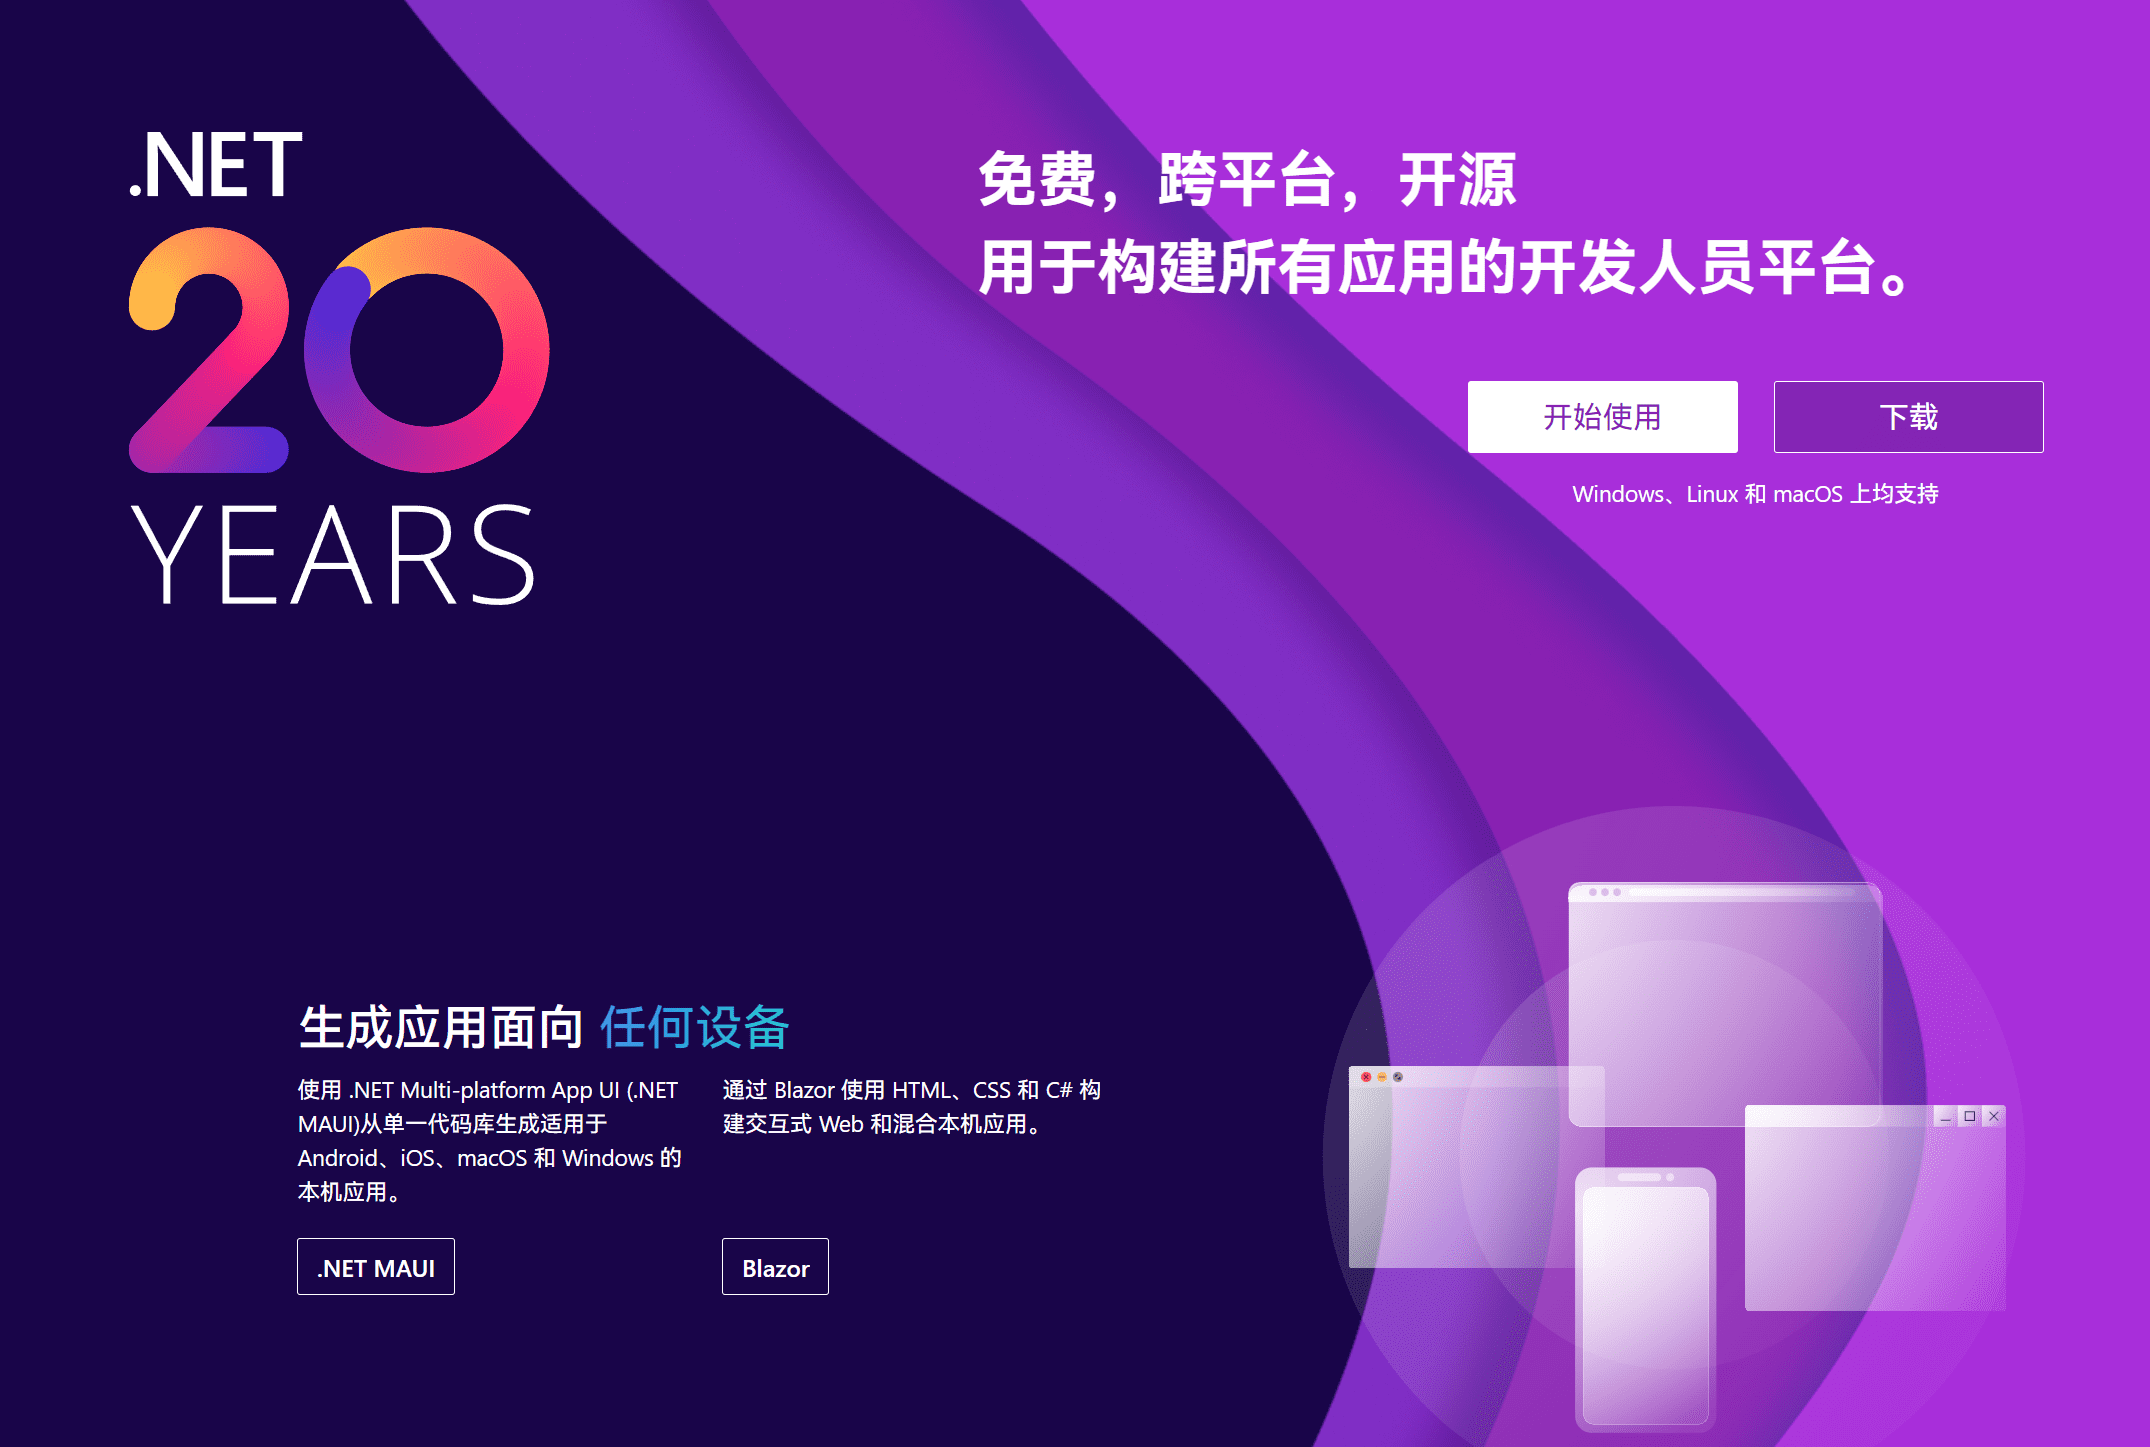 .NET
20
YEARS
免费，跨平台，开源
用于构建所有应用的开发人员平台。
开始使用
下载
Windows、Linux 和 macOS 上均支持
生成应用面向 任何设备
使用 .NET Multi-platform App UI (.NET
MAUI)从单一代码库生成适用于
Android、iOS、macOS 和 Windows 的
本机应用。
.NET MAUI
通过 Blazor 使用 HTML、CSS 和 C# 构
建交互式 Web 和混合本机应用。
Blazor